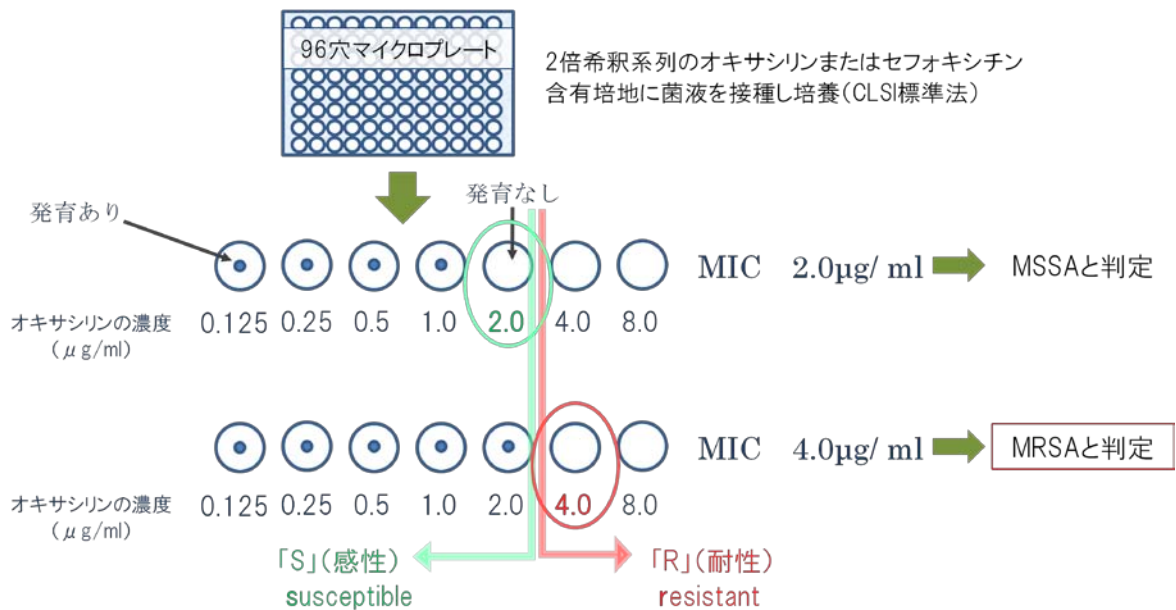 96穴マイクロプレート
2倍希釈系列のオキサシリンまたはセフォキシチン
含有培地に菌液を接種し培養(CLSI標準法)
発育あり
発育なし
MIC 2.0μg/ ml
MSSAと判定
オキサシリンの濃度
(μg/ml)
0.125 0.25 0.5 1.0 2.0 4.0 8.0
MIC 4.0μg/ ml
MRSAと判定
オキサシリンの濃度
(μg/ml)
0.125 0.25 0.5 1.0 2.0 4.0 8.0
「S」(感性)
susceptible
「R」(耐性)
resistant